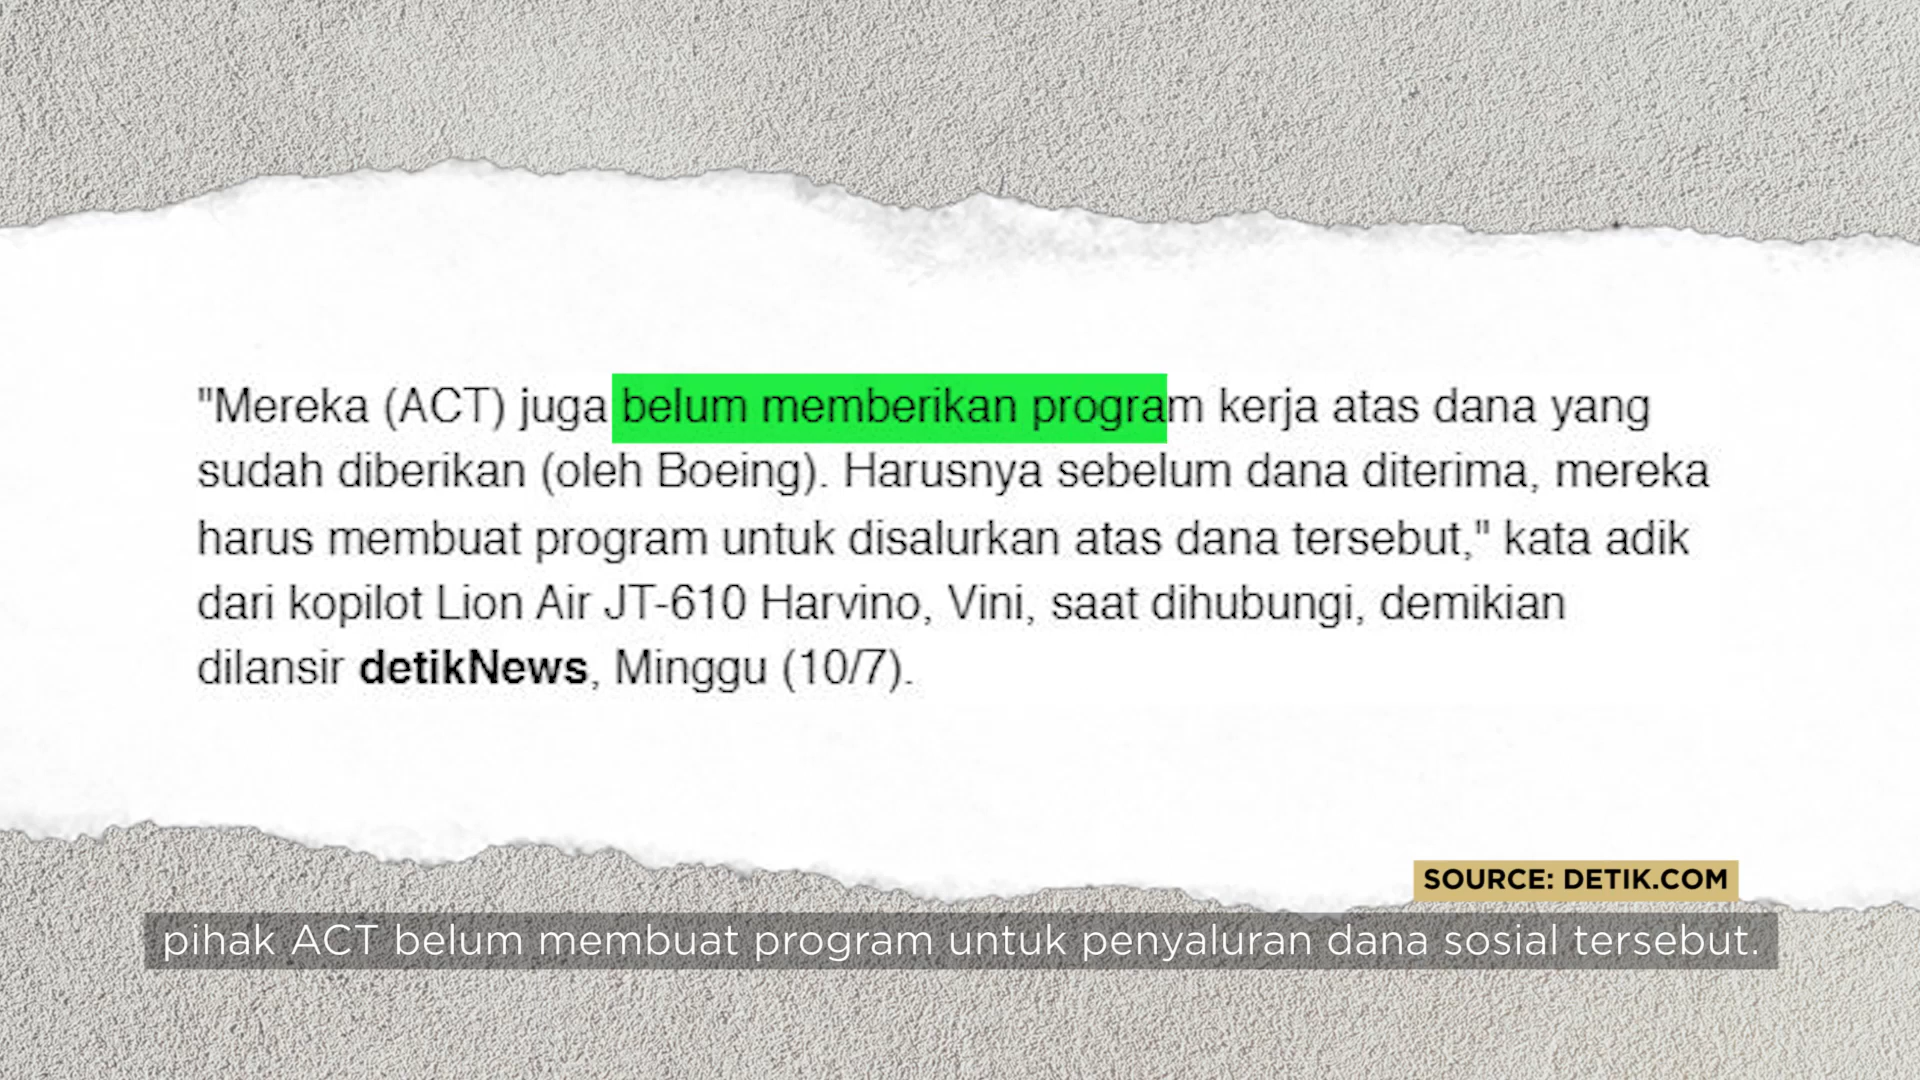 "Mereka (ACT) juga belum memberikan program kerja atas dana yang
sudah diberikan (oleh Boeing). Harusnya sebelum dana diterima, mereka
harus membuat program untuk disalurkan atas dana tersebut," kata adik
dari kopilot Lion Air JT-610 Harvino, Vini, saat dihubungi, demikian
dilansir detikNews, Minggu (10/7).
SOURCE: DETIK.COM
pihak ACT belum membuat program untuk penyaluran dana sosial tersebut.